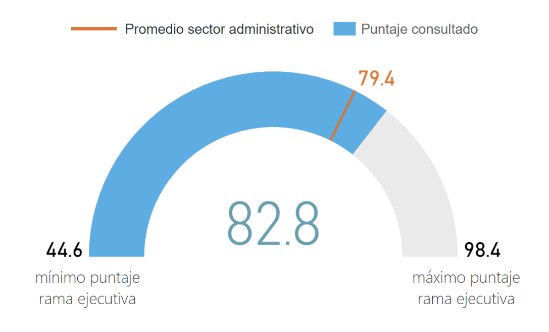 Promedio sector administrativo
Puntaje consultado
79.4
82.8
44.6
mínimo puntaje
rama ejecutiva
98.4
máximo puntaje
rama ejecutiva